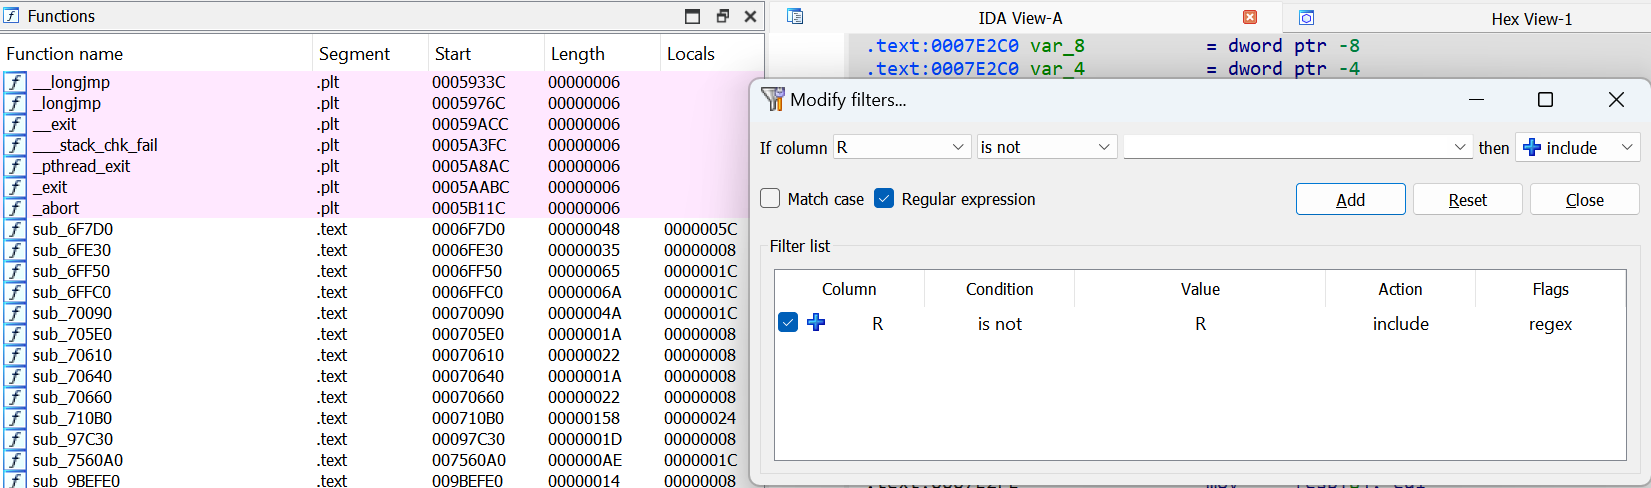 Functions
Function name Segment Start Length Locals
__longjmp .plt 0005933C 00000006
_longjmp .plt 0005976C 00000006
__exit .plt 00059ACC 00000006
___stack_chk_fail .plt 0005A3FC 00000006
_pthread_exit .plt 0005A8AC 00000006
_exit .plt 0005AABC 00000006
_abort .plt 0005B11C 00000006
sub_6F7D0 .text 0006F7D0 00000048 0000005C
sub_6FE30 .text 0006FE30 00000035 00000008
sub_6FF50 .text 0006FF50 00000065 0000001C
sub_6FFC0 .text 0006FFC0 0000006A 0000001C
sub_70090 .text 00070090 0000004A 0000001C
sub_705E0 .text 000705E0 0000001A 00000008
sub_70610 .text 00070610 00000022 00000008
sub_70640 .text 00070640 0000001A 00000008
sub_70660 .text 00070660 00000022 00000008
sub_710B0 .text 000710B0 00000158 00000024
sub_97C30 .text 00097C30 0000001D 00000008
sub_7560A0 .text 007560A0 000000AE 0000001C
sub_9BEFE0 .text 009BEFE0 00000014 00000008
IDA View-A Hex View-1
.text:0007E2C0 var_8 = dword ptr -8
.text:0007E2C0 var_4 = dword ptr -4
Modify filters...
If column R is not then include
Match case Regular expression Add Reset Close
Filter list
Column Condition Value Action Flags
R is not R include regex